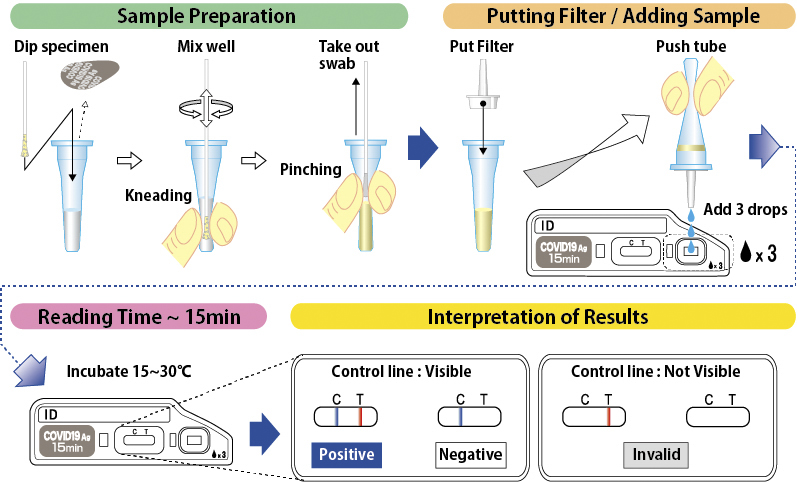 Sample Preparation
Putting Filter / Adding Sample
Dip specimen
Mix well
Take out
swab
Put Filter
Push tube
Kneading
Pinching
Add 3 drops
ID
COVID19 Ag
15min
C T
x 3
x 3
Reading Time ~ 15min
Interpretation of Results
Incubate 15~30℃
ID
COVID19 Ag
15min
C T
x 3
Control line : Visible
C T
C T
Positive
Negative
Control line : Not Visible
C T
C T
Invalid